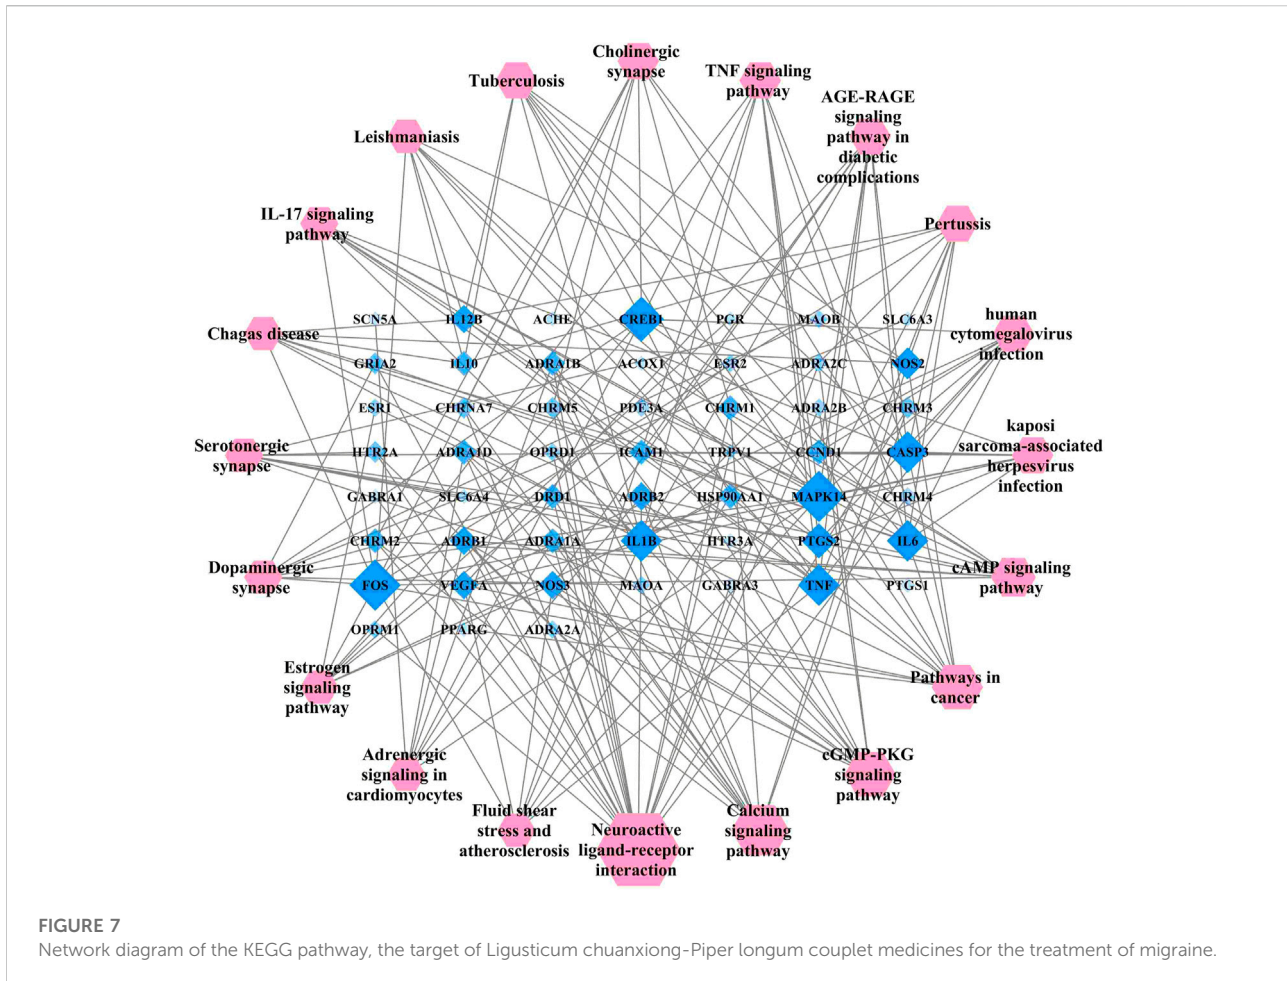 Cholinergic
synapse
TNF signaling
pathway
Tuberculosis
AGE-RAGE
signaling
pathway in
diabetic
complications
Leishmaniasis
IL-17 signaling
pathway
Pertussis
Chagas disease
human
cytomegalovirus
infection
SCN5A
IL12B
ACHE
CREB1
PGR
MAOB
SLC6A3
GRIA2
IL10
ADRA1B
ACOX1
ESR2
ADRA2C
NOS2
ESR1
CHRNA7
CHRM5
PDE3A
CHRM1
ADRA2B
CHRM3
Serotonergic
synapse
kaposi
sarcoma-associated
herpesvirus
infection
HTR2A
ADRA1D
OPRD1
ICAM1
TRPV1
CCND1
CASP3
GABRA1
SLC6A4
DRD1
ADRB2
HSP90AA1
MAPK14
CHRM4
CHRM2
ADRB1
ADRA1A
IL1B
HTR3A
PTGS2
IL6
Dopaminergic
synapse
cAMP signaling
pathway
FOS
VEGFA
NOS3
MAOA
GABRA3
TNF
PTGS1
OPRM1
PPARG
ADRA2A
Estrogen
signaling
pathway
Pathways in
cancer
Adrenergic
signaling in
cardiomyocytes
cGMP-PKG
signaling
pathway
Fluid shear
stress and
atherosclerosis
Neuroactive
ligand-receptor
interaction
Calcium
signaling
pathway
FIGURE 7
Network diagram of the KEGG pathway, the target of Ligusticum chuanxiong-Piper longum couplet medicines for the treatment of migraine.